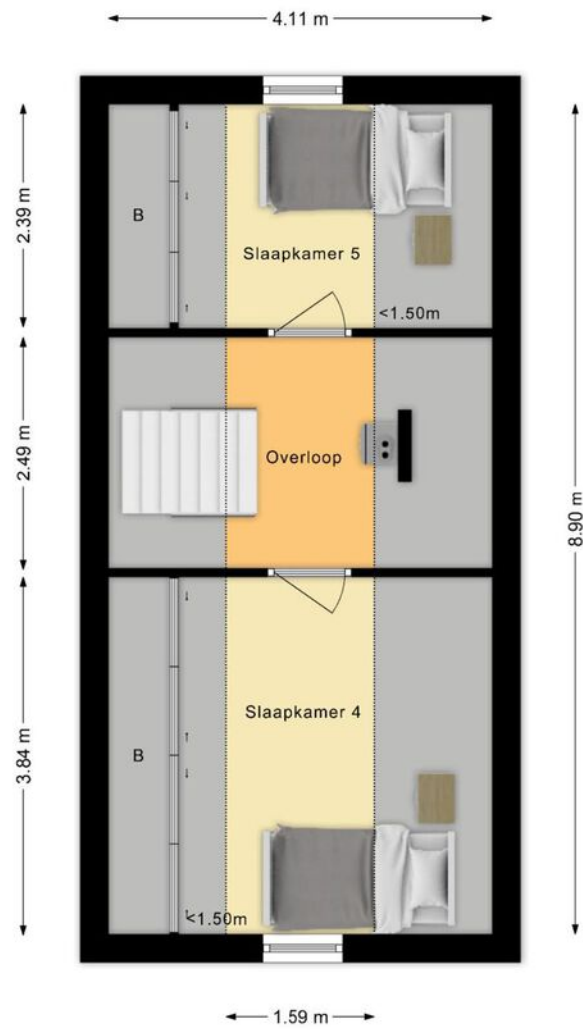 4.11 m
2.39 m
B
Slaapkamer 5
<1.50m
2.49 m
Overloop
8.90 m
3.84 m
Slaapkamer 4
B
<1.50m
1.59 m